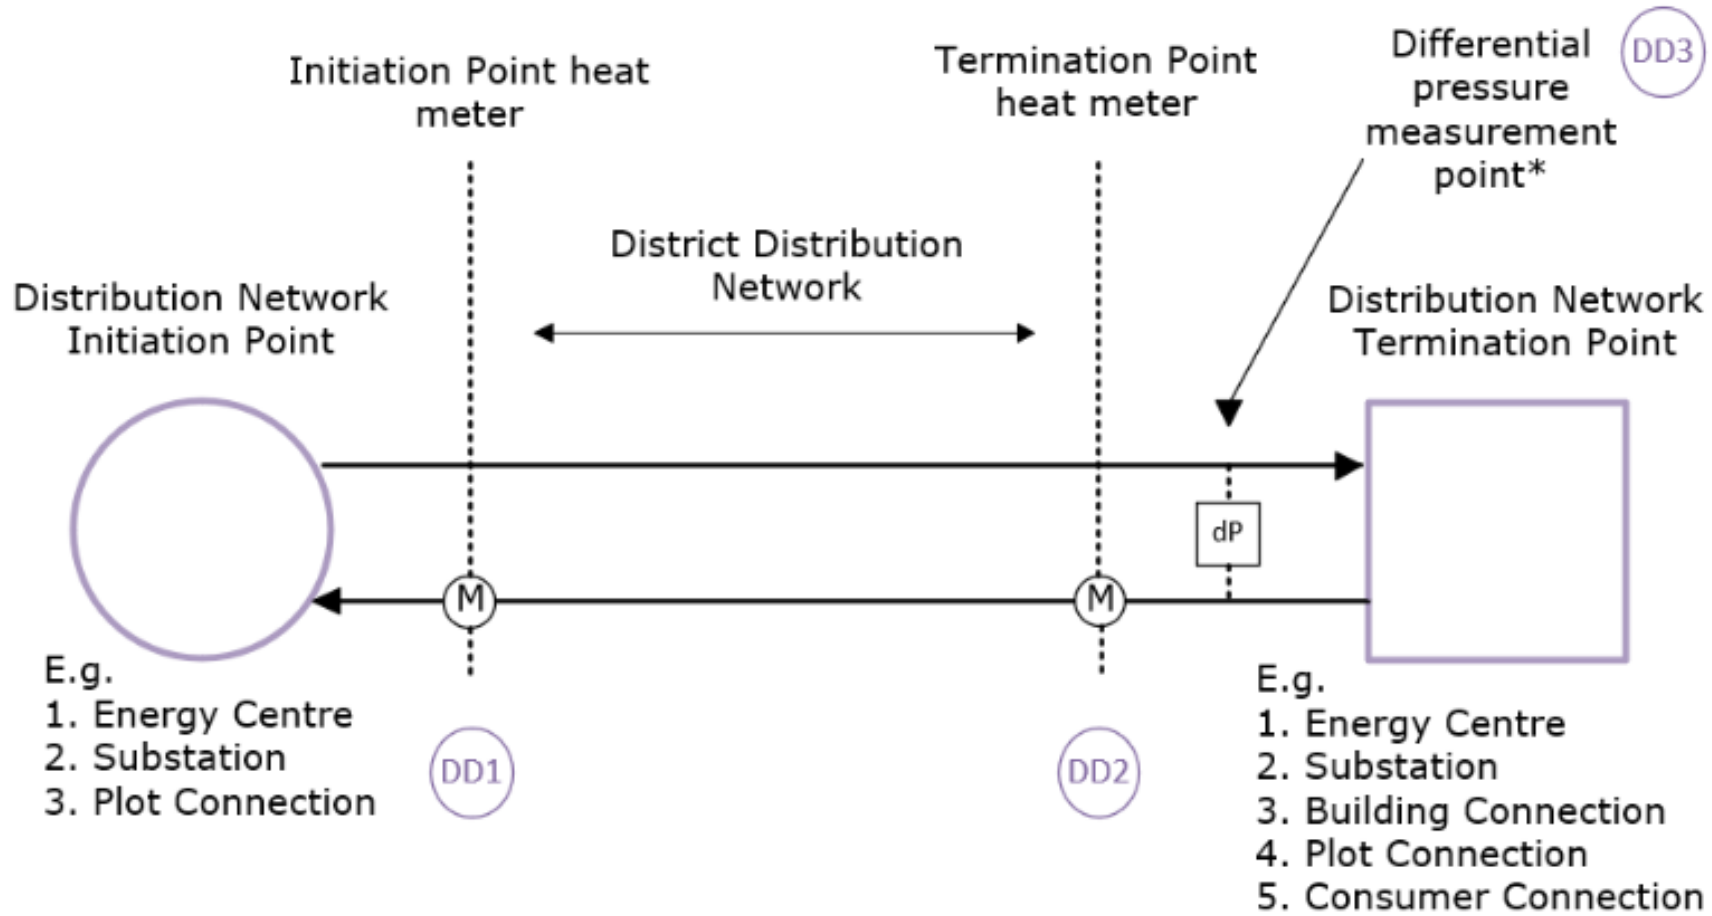 Initiation Point heat
meter
Termination Point
heat meter
Differential
pressure
measurement
point*
DD3
District Distribution
Network
Distribution Network
Initiation Point
Distribution Network
Termination Point
dP
M
M
E.g.
1. Energy Centre
2. Substation
3. Plot Connection
DD1
DD2
E.g.
1. Energy Centre
2. Substation
3. Building Connection
4. Plot Connection
5. Consumer Connection